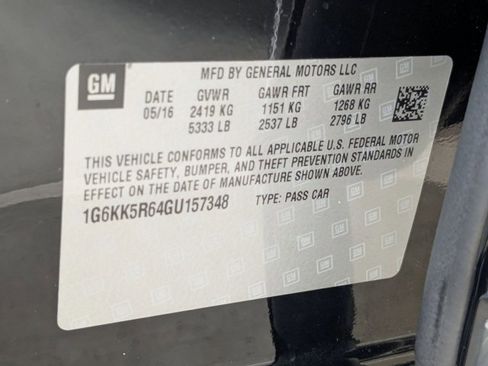 GM
MFD BY GENERAL MOTORS LLC
DATE GVWR GAWR FRT GAWR RR
05/16 2419 KG 1151 KG 1268 KG
5333 LB 2537 LB 2796 LB
THIS VEHICLE CONFORMS TO ALL APPLICABLE U.S. FEDERAL MOTOR
VEHICLE SAFETY, BUMPER, AND THEFT PREVENTION STANDARDS IN
EFFECT ON THE DATE OF MANUFACTURE SHOWN ABOVE.
1G6KK5R64GU157348 TYPE: PASS CAR